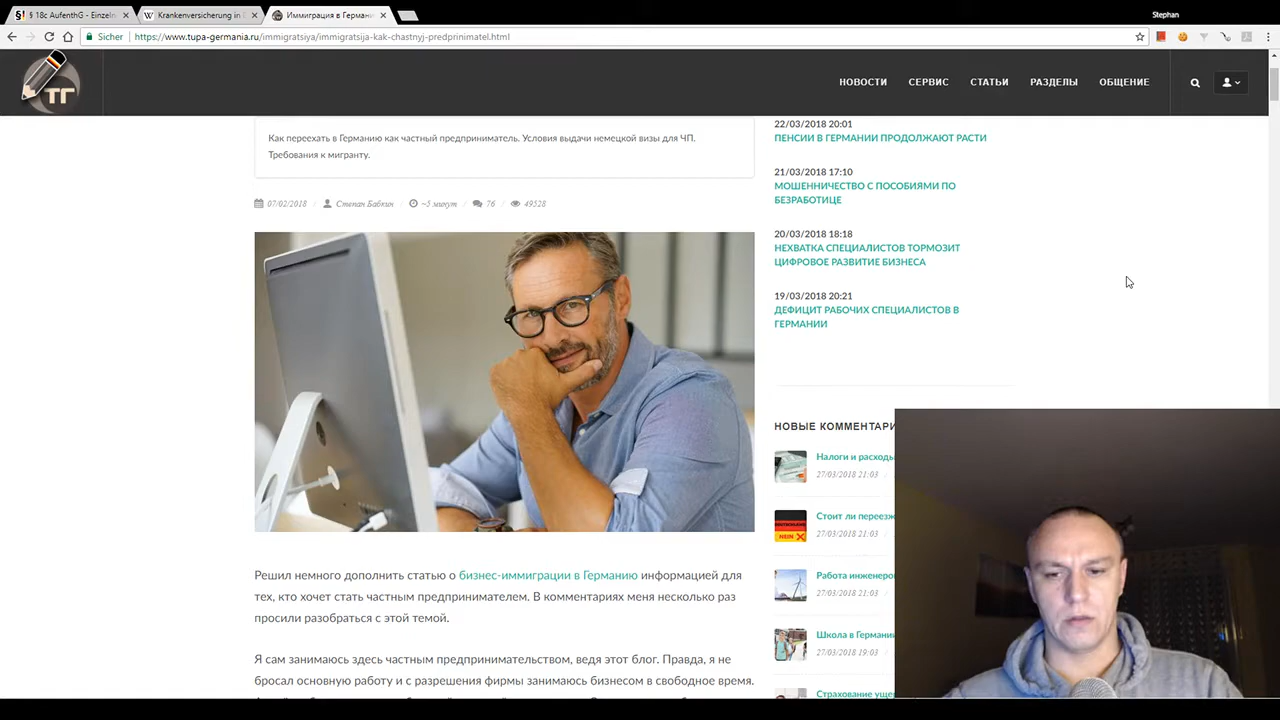 § 18c AufenthG - Einzeln
Krankenversicherung in
Иммиграция в Германи
Stephan
Sicher
https://www.tupa-germania.ru/immigratsiya/immigratsija-kak-chastnyj-predprinimatel.html
ТГ
НОВОСТИ
СЕРВИС
СТАТЬИ
РАЗДЕЛЫ
ОБЩЕНИЕ
Как переехать в Германию как частный предприниматель. Условия выдачи немецкой визы для ЧП.
Требования к мигранту.
07/02/2018 / Степан Бабкин / ~5 минут / 76 / 49528
Решил немного дополнить статью о бизнес-иммиграции в Германию информацией для
тех, кто хочет стать частным предпринимателем. В комментариях меня несколько раз
просили разобраться с этой темой.
Я сам занимаюсь здесь частным предпринимательством, ведя этот блог. Правда, я не
бросал основную работу и с разрешения фирмы занимаюсь бизнесом в свободное время.
22/03/2018 20:01
ПЕНСИИ В ГЕРМАНИИ ПРОДОЛЖАЮТ РАСТИ
21/03/2018 17:10
МОШЕННИЧЕСТВО С ПОСОБИЯМИ ПО
БЕЗРАБОТИЦЕ
20/03/2018 18:18
НЕХВАТКА СПЕЦИАЛИСТОВ ТОРМОЗИТ
ЦИФРОВОЕ РАЗВИТИЕ БИЗНЕСА
19/03/2018 20:21
ДЕФИЦИТ РАБОЧИХ СПЕЦИАЛИСТОВ В
ГЕРМАНИИ
НОВЫЕ КОММЕНТАРИ
Налоги и расходы
27/03/2018 21:03 /
DEUTSCHLAND
NEIN X
Стоит ли переезж
27/03/2018 21:03 /
Работа инженеро
27/03/2018 21:03 /
Школа в Германи
27/03/2018 19:03 /
Страхование уще